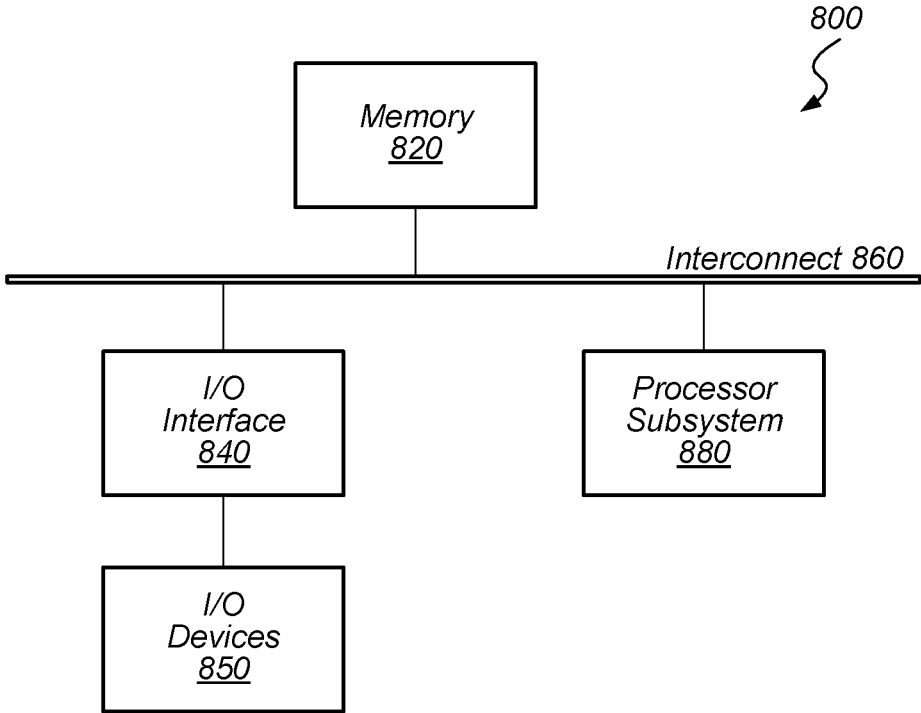 800
Memory
820
Interconnect 860
I/O
Interface
840
Processor
Subsystem
880
I/O
Devices
850